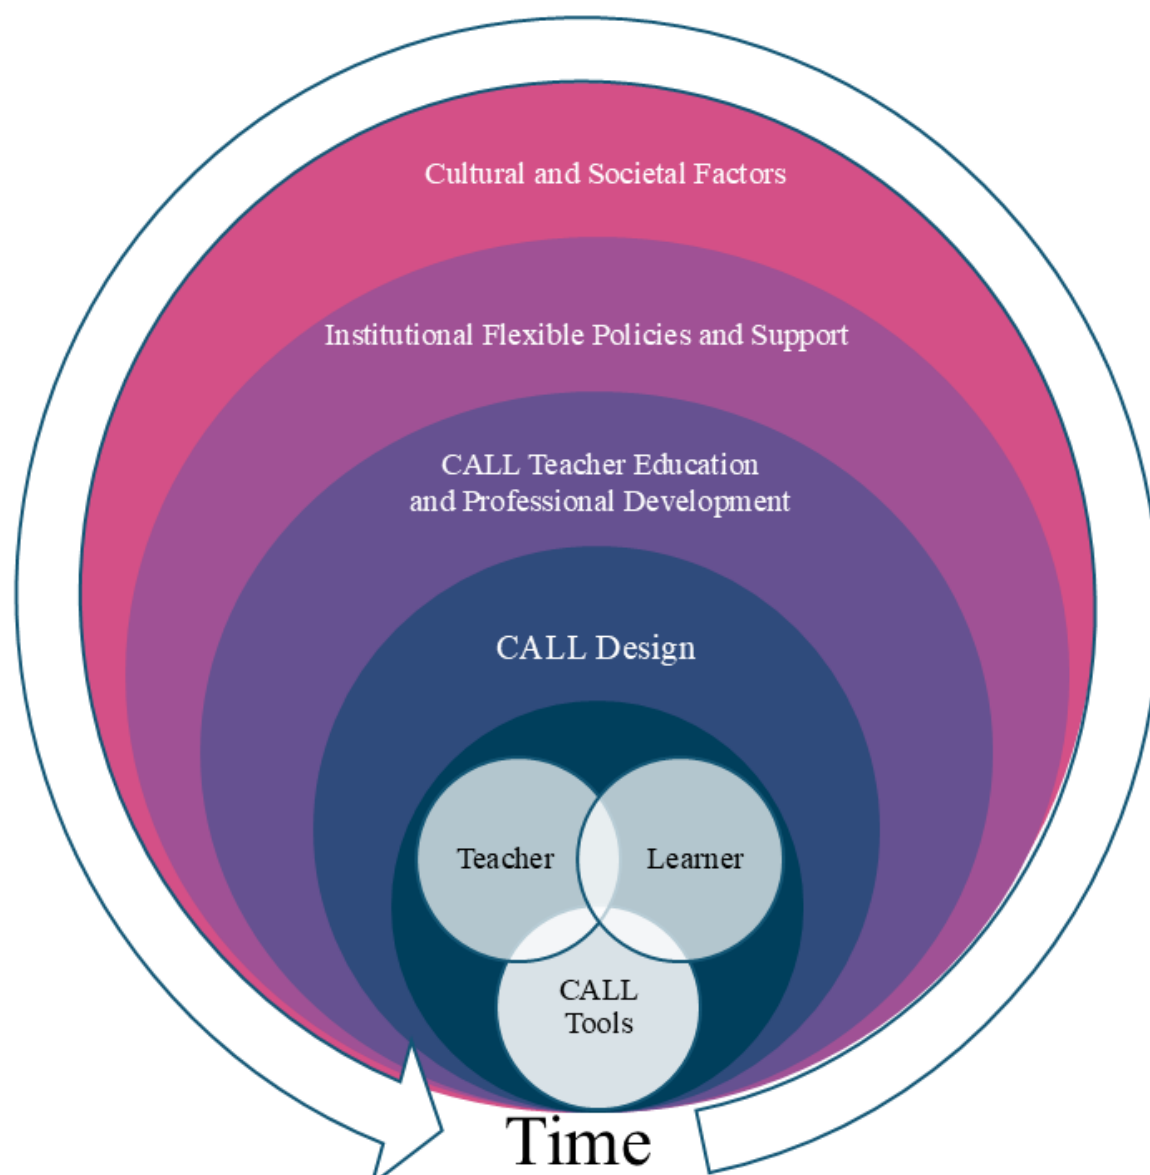 Cultural and Societal Factors
Institutional Flexible Policies and Support
CALL Teacher Education
and Professional Development
CALL Design
Teacher
Learner
CALL
Tools
Time